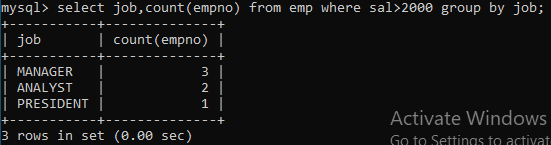 mysql> select job,count(empno) from emp where sal>2000 group by job;
+-----------+--------------+
| job       | count(empno) |
+-----------+--------------+
| MANAGER   |            3 |
| ANALYST   |            2 |
| PRESIDENT |            1 |
+-----------+--------------+
3 rows in set (0.00 sec)
Activate Windows
Go to Settings to activat